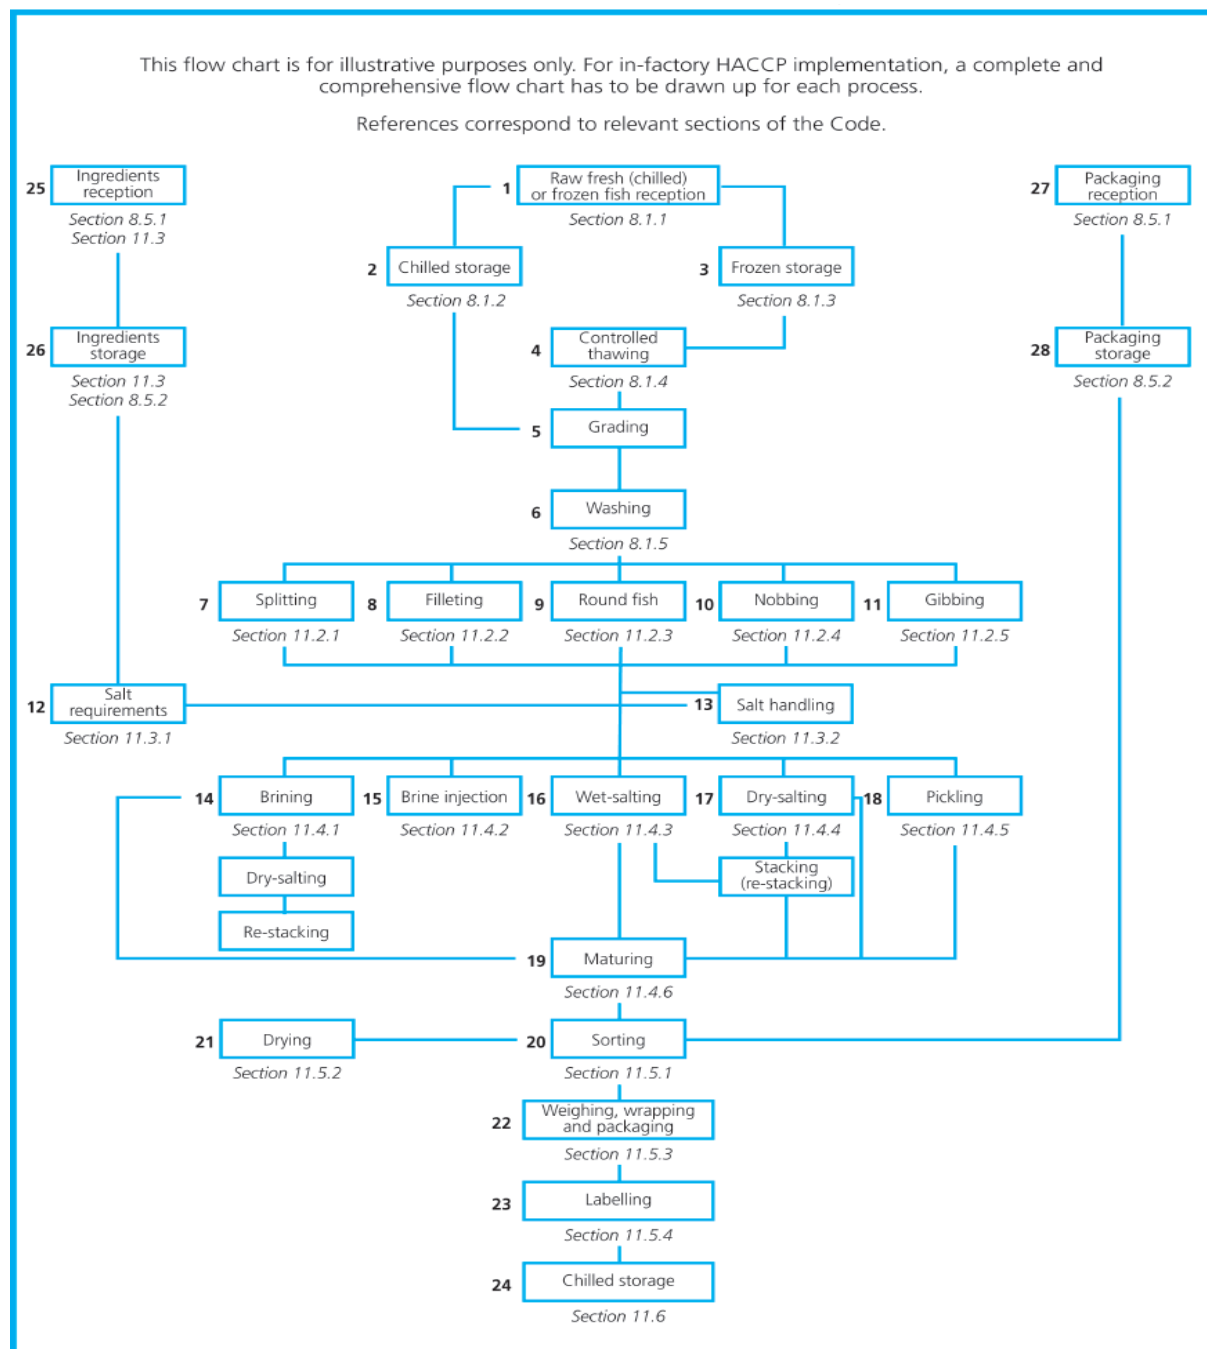 This flow chart is for illustrative purposes only. For in-factory HACCP implementation, a complete and
comprehensive flow chart has to be drawn up for each process.
References correspond to relevant sections of the Code.
25
Ingredients
reception
Section 8.5.1
Section 11.3
1
Raw fresh (chilled)
or frozen fish reception
Section 8.1.1
27
Packaging
reception
Section 8.5.1
2
Chilled storage
Section 8.1.2
3
Frozen storage
Section 8.1.3
26
Ingredients
storage
Section 11.3
Section 8.5.2
4
Controlled
thawing
Section 8.1.4
28
Packaging
storage
Section 8.5.2
5
Grading
6
Washing
Section 8.1.5
7
Splitting
Section 11.2.1
8
Filleting
Section 11.2.2
9
Round fish
Section 11.2.3
10
Nobbing
Section 11.2.4
11
Gibbing
Section 11.2.5
12
Salt
requirements
Section 11.3.1
13
Salt handling
Section 11.3.2
14
Brining
Section 11.4.1
15
Brine injection
Section 11.4.2
16
Wet-salting
Section 11.4.3
17
Dry-salting
Section 11.4.4
18
Pickling
Section 11.4.5
Dry-salting
Stacking
(re-stacking)
Re-stacking
19
Maturing
Section 11.4.6
21
Drying
Section 11.5.2
20
Sorting
Section 11.5.1
22
Weighing, wrapping
and packaging
Section 11.5.3
23
Labelling
Section 11.5.4
24
Chilled storage
Section 11.6